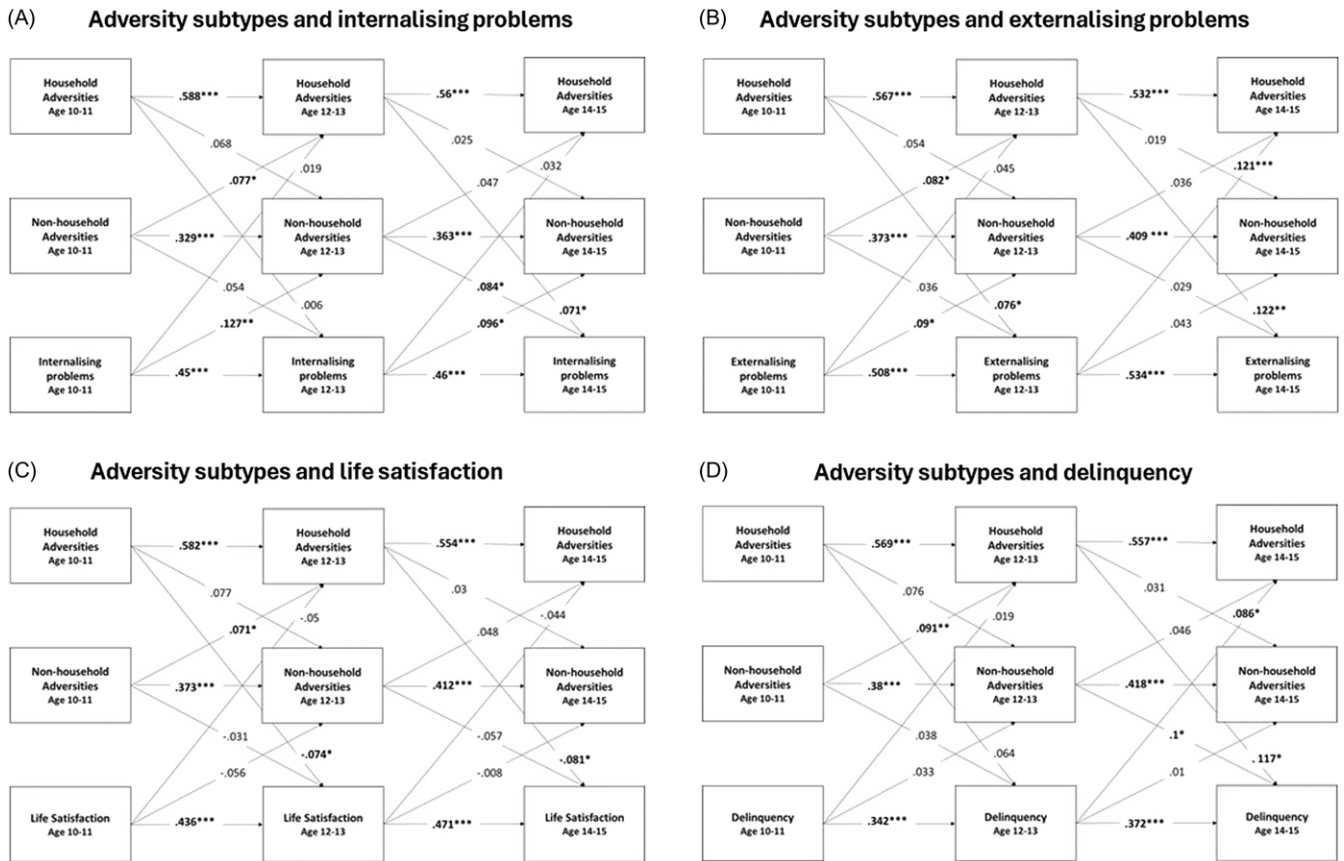 (A) Adversity subtypes and internalising problems
Household
Adversities
Age 10-11
.588***
Household
Adversities
Age 12-13
.56***
Household
Adversities
Age 14-15
.068
.019
.077*
.025
.032
.047
Non-household
Adversities
Age 10-11
.329***
Non-household
Adversities
Age 12-13
.363***
Non-household
Adversities
Age 14-15
.054
.006
.127**
.084*
.071*
.096*
Internalising
problems
Age 10-11
.45***
Internalising
problems
Age 12-13
.46***
Internalising
problems
Age 14-15
(B) Adversity subtypes and externalising problems
Household
Adversities
Age 10-11
.567***
Household
Adversities
Age 12-13
.532***
Household
Adversities
Age 14-15
.054
.045
.082*
.019
.121***
.036
Non-household
Adversities
Age 10-11
.373***
Non-household
Adversities
Age 12-13
.409 ***
Non-household
Adversities
Age 14-15
.036
.076*
.09*
.029
.122**
.043
Externalising
problems
Age 10-11
.508***
Externalising
problems
Age 12-13
.534***
Externalising
problems
Age 14-15
(C) Adversity subtypes and life satisfaction
Household
Adversities
Age 10-11
.582***
Household
Adversities
Age 12-13
.554***
Household
Adversities
Age 14-15
.077
-.05
.071*
.03
-.044
.048
Non-household
Adversities
Age 10-11
.373***
Non-household
Adversities
Age 12-13
.412***
Non-household
Adversities
Age 14-15
-.031
-.074*
-.056
-.057
-.081*
-.008
Life Satisfaction
Age 10-11
.436***
Life Satisfaction
Age 12-13
.471***
Life Satisfaction
Age 14-15
(D) Adversity subtypes and delinquency
Household
Adversities
Age 10-11
.569***
Household
Adversities
Age 12-13
.557***
Household
Adversities
Age 14-15
.076
.019
.091**
.031
.086*
.046
Non-household
Adversities
Age 10-11
.38***
Non-household
Adversities
Age 12-13
.418***
Non-household
Adversities
Age 14-15
.038
.064
.033
.1*
.117*
.01
Delinquency
Age 10-11
.342***
Delinquency
Age 12-13
.372***
Delinquency
Age 14-15